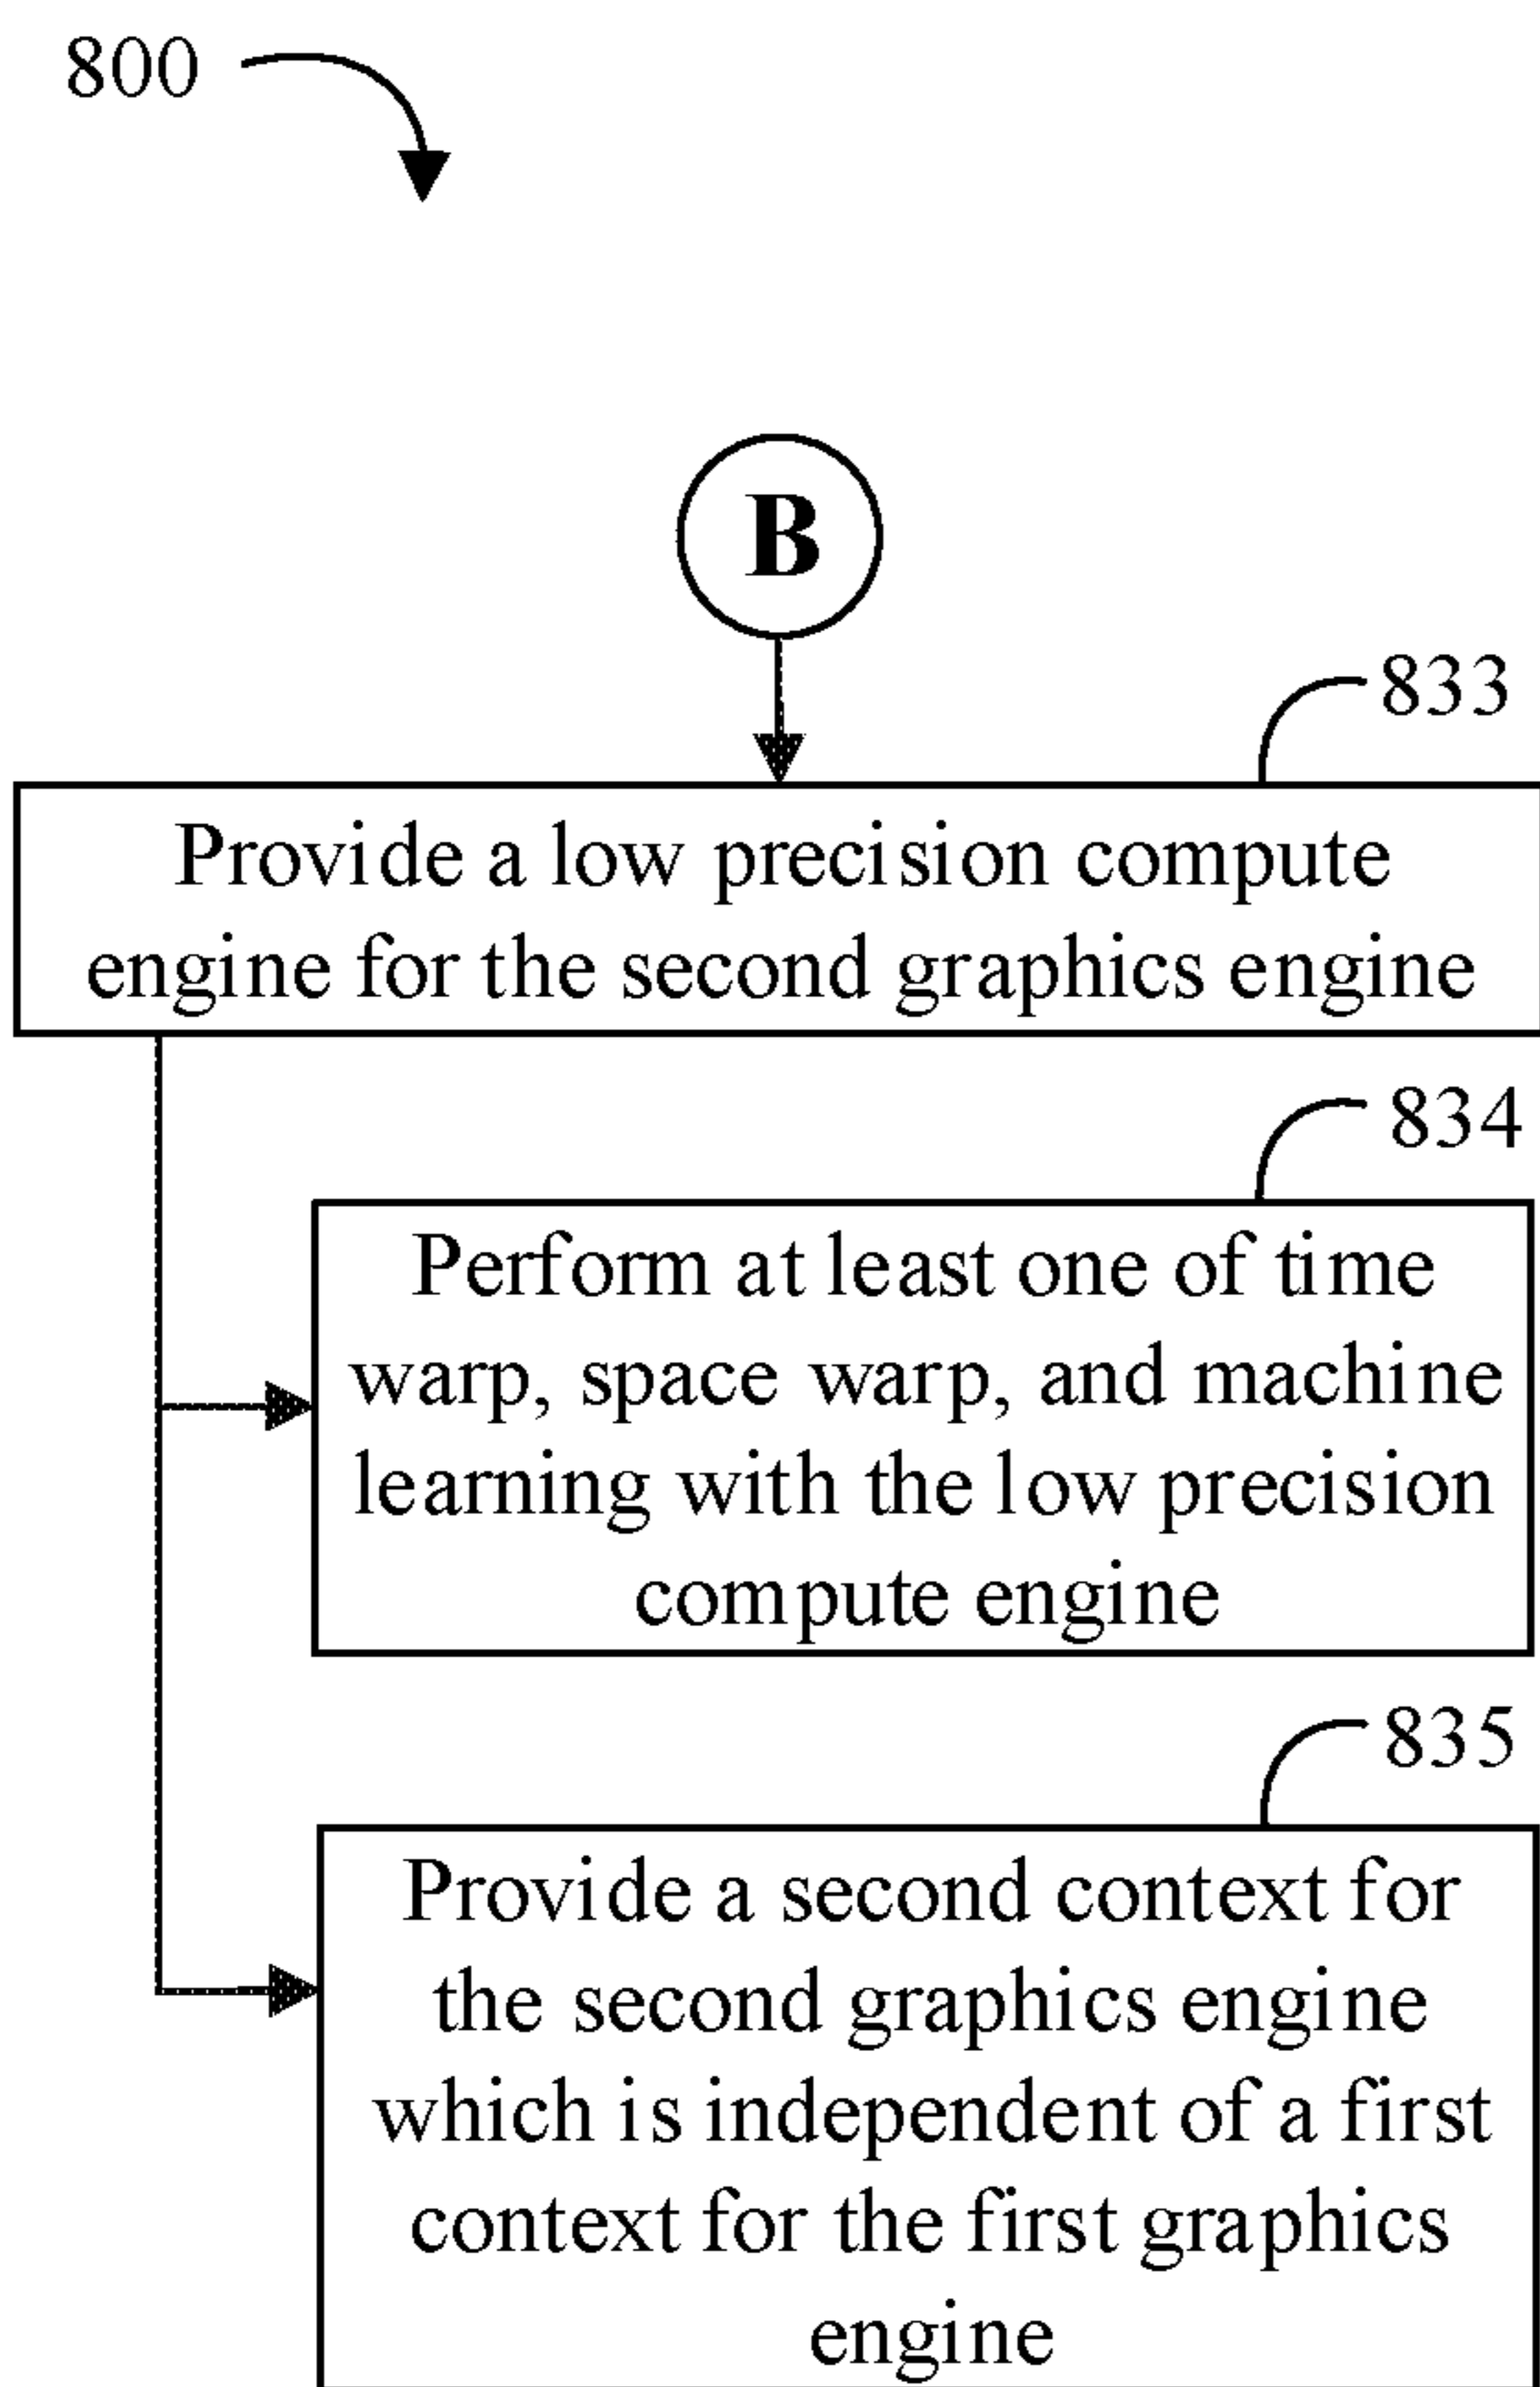 800
B
833
Provide a low precision compute
engine for the second graphics engine
834
Perform at least one of time
warp, space warp, and machine
learning with the low precision
compute engine
835
Provide a second context for
the second graphics engine
which is independent of a first
context for the first graphics
engine